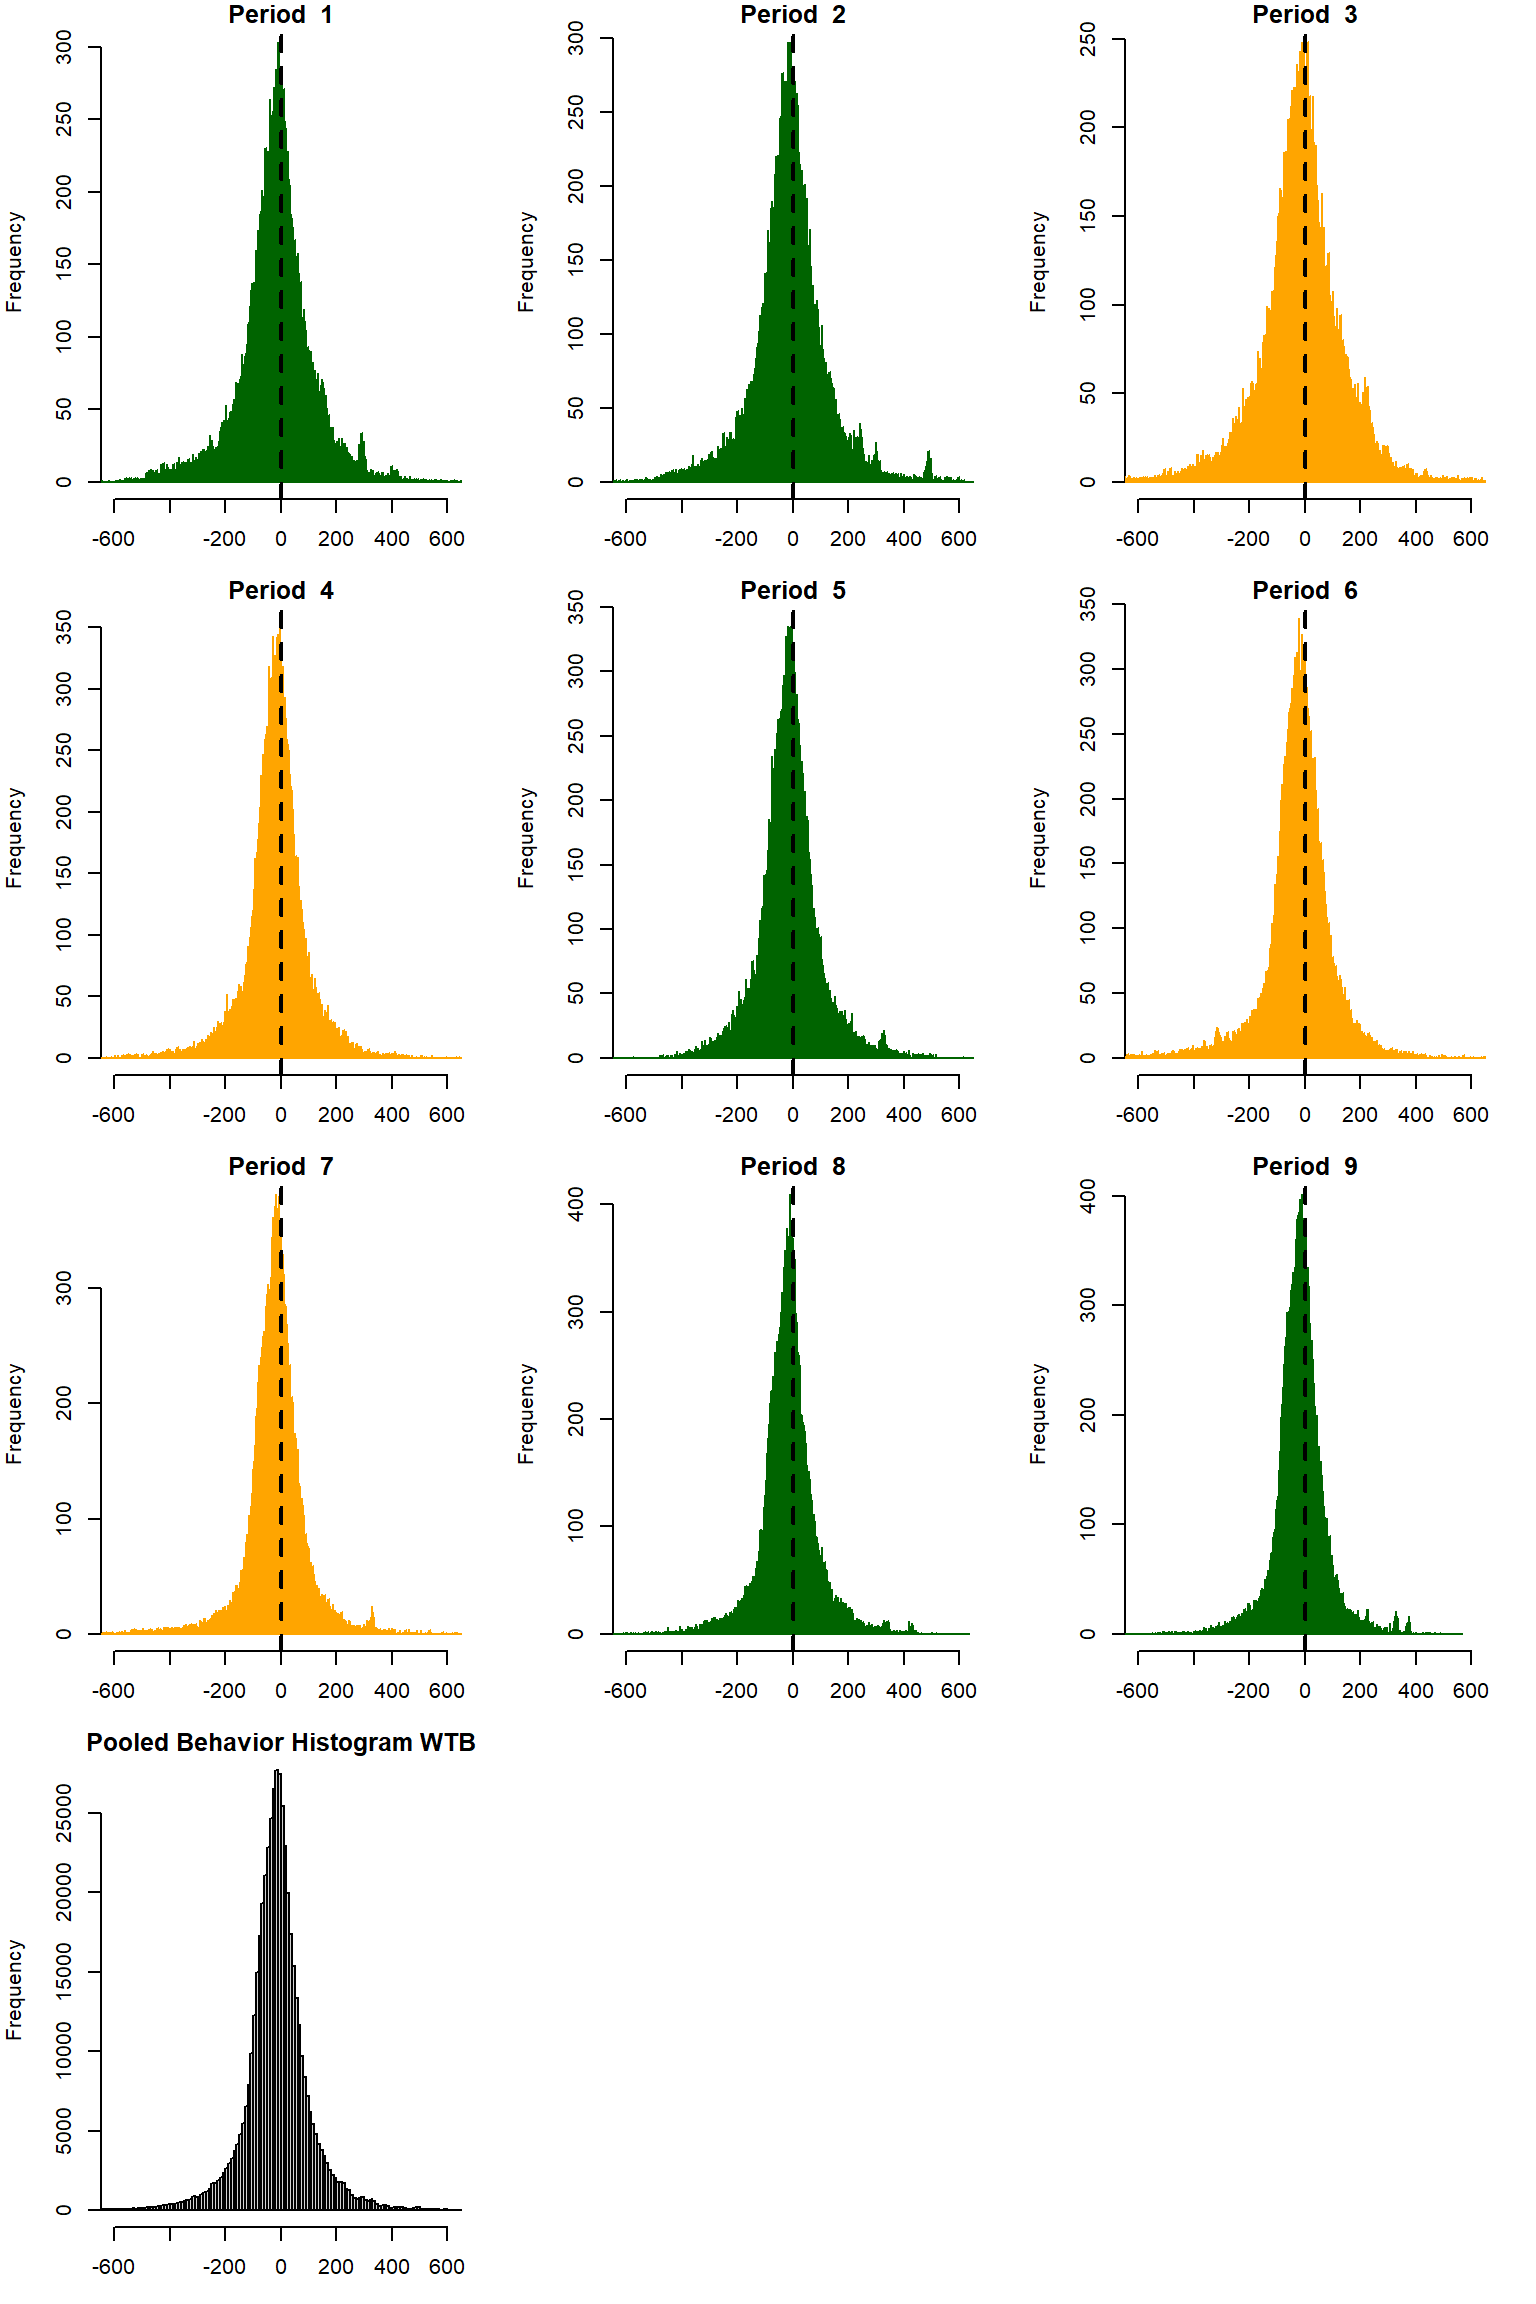 Period 1
Period 2
Period 3
Frequency
0 50 100 150 200 250 300
-600 -200 0 200 400 600
Frequency
0 50 100 150 200 250 300
-600 -200 0 200 400 600
Frequency
0 50 100 150 200 250
-600 -200 0 200 400 600
Period 4
Period 5
Period 6
Frequency
0 50 100 150 200 250 300 350
-600 -200 0 200 400 600
Frequency
0 50 100 150 200 250 300 350
-600 -200 0 200 400 600
Frequency
0 50 100 150 200 250 300 350
-600 -200 0 200 400 600
Period 7
Period 8
Period 9
Frequency
0 100 200 300
-600 -200 0 200 400 600
Frequency
0 100 200 300 400
-600 -200 0 200 400 600
Frequency
0 100 200 300 400
-600 -200 0 200 400 600
Pooled Behavior Histogram WTB
Frequency
0 5000 10000 15000 20000 25000
-600 -200 0 200 400 600